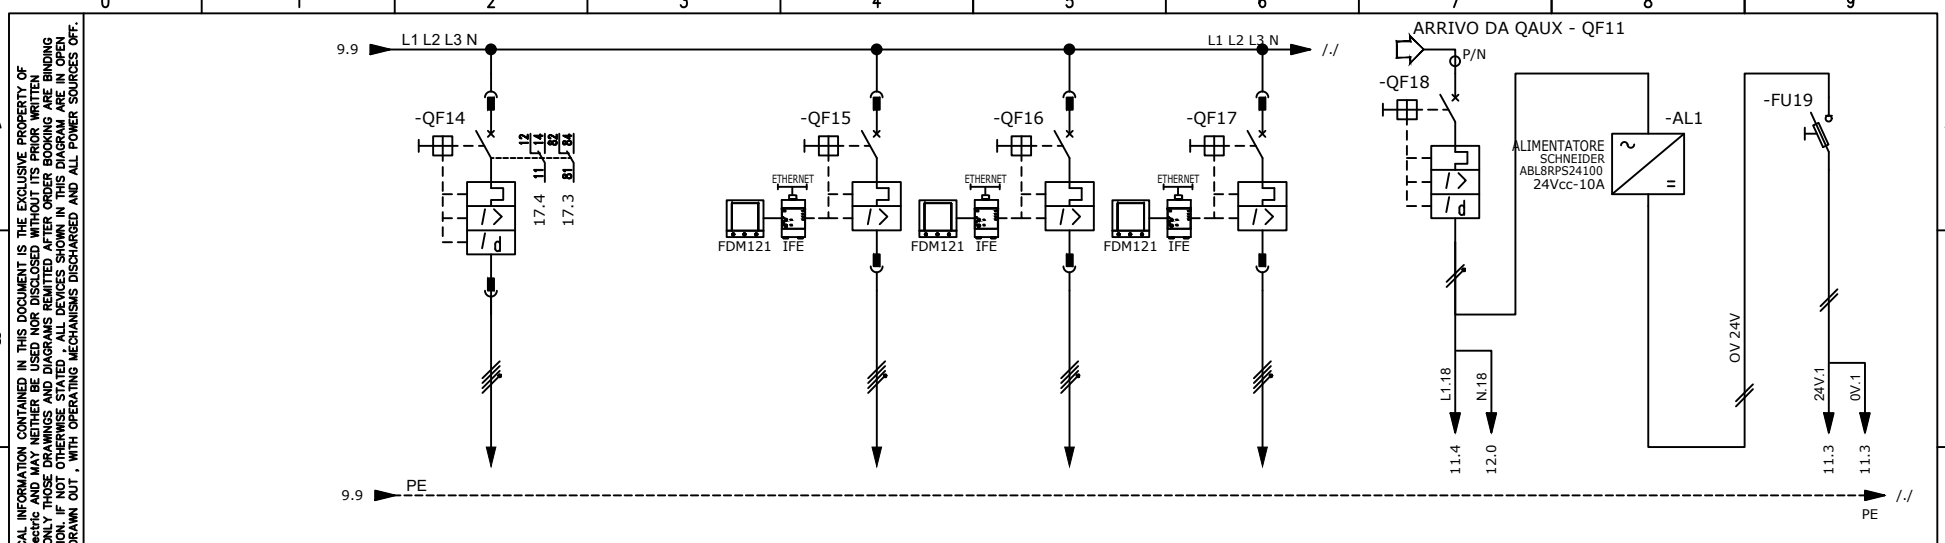 0 1 2 3 4 5 6 7 8 9
CAL INFORMATION CONTAINED IN THIS DOCUMENT IS THE EXCLUSIVE PROPERTY OF
ectric AND MAY NEITHER BE USED NOR DISCLOSED WITHOUT ITS PRIOR WRITTEN
ONLY THOSE DRAWINGS AND DIAGRAMS REMITTED AFTER ORDER BOOKING ARE BINDING
ION. IF NOT OTHERWISE STATED , ALL DEVICES SHOWN IN THIS DIAGRAM ARE IN OPEN
DRAWN OUT , WITH OPERATING MECHANISMS DISCHARGED AND ALL POWER SOURCES OFF.
9.9
L1 L2 L3 N
L1 L2 L3 N
/./
-QF14
12
14
82
84
11
81
17.4
17.3
I>
I d
-QF15
ETHERNET
FDM121
IFE
I>
-QF16
ETHERNET
FDM121
IFE
I>
-QF17
ETHERNET
FDM121
IFE
I>
ARRIVO DA QAUX - QF11
P/N
-QF18
I>
I d
L1.18
N.18
11.4
12.0
-AL1
ALIMENTATORE
SCHNEIDER
ABL8RPS24100
24Vcc-10A
~
=
0V 24V
-FU19
24V.1
0V.1
11.3
11.3
9.9
PE
/./
PE